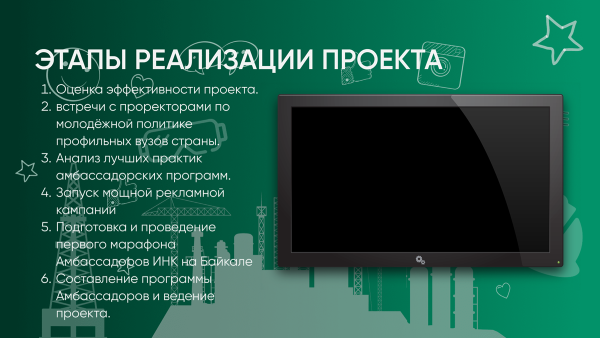 ЭТАПЫ РЕАЛИЗАЦИИ ПРОЕКТА
1. Оценка эффективности проекта.
2. встречи с проректорами по
молодёжной политике
профильных вузов страны.
3. Анализ лучших практик
амбассадорских программ.
4. Запуск мощной рекламной
кампании
5. Подготовка и проведение
первого марафона
Амбассадоров ИНК на Байкале
6. Составление программы
Амбассадоров и ведение
проекта.